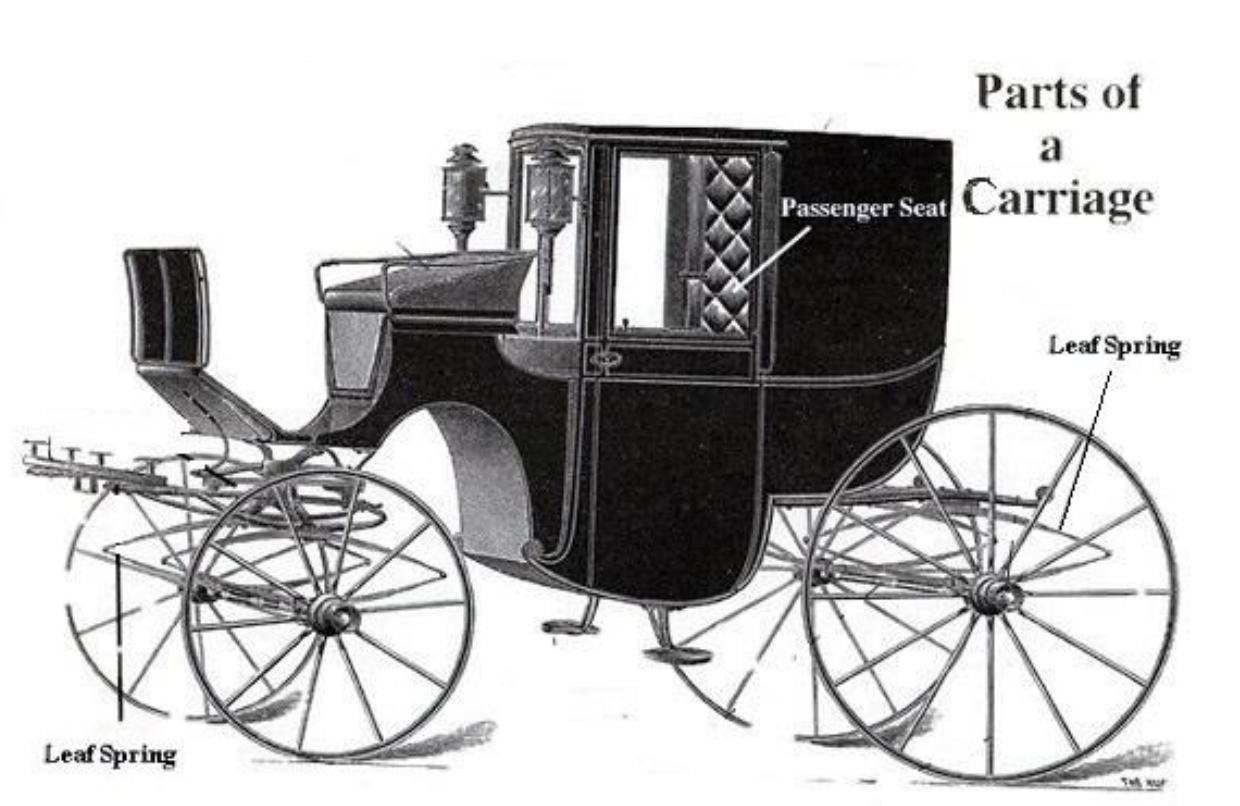 Parts of
a
Carriage
Passenger Seat
Leaf Spring
Leaf Spring